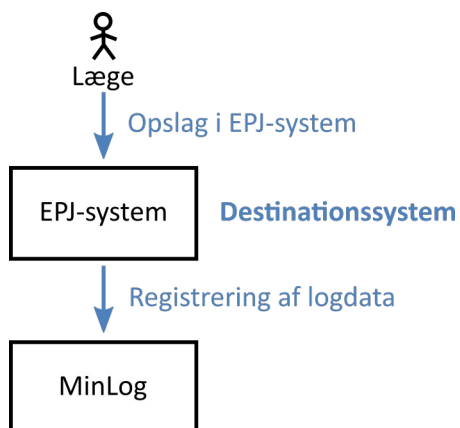 Læge
Opslag i EPJ-system
EPJ-system
Destinationssystem
Registrering af logdata
MinLog